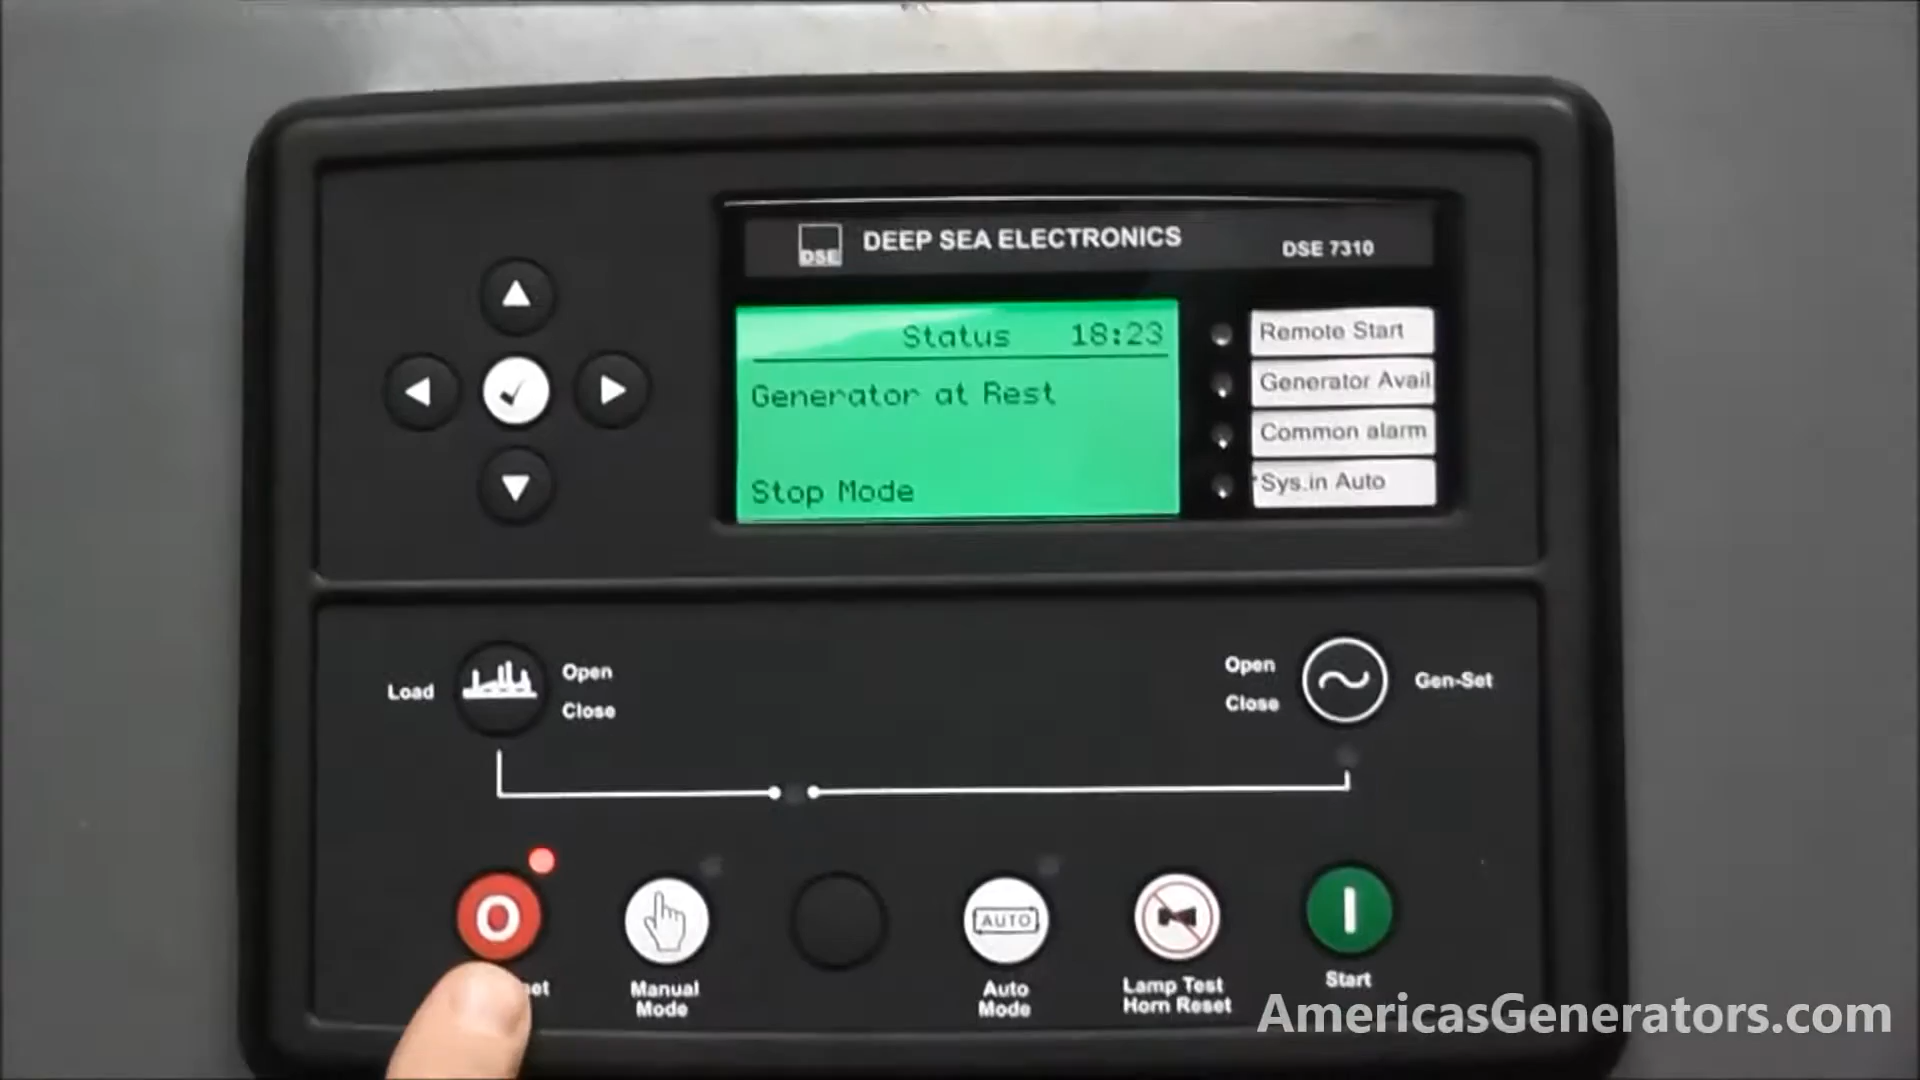 DSE
DEEP SEA ELECTRONICS
DSE 7310
Status 18:23
Generator at Rest
Stop Mode
Remote Start
Generator Avail
Common alarm
Sys.in Auto
Load
Open
Close
Open
Close
Gen-Set
O
AUTO
I
Manual
Mode
Auto
Mode
Lamp Test
Horn Reset
Start
AmericasGenerators.com